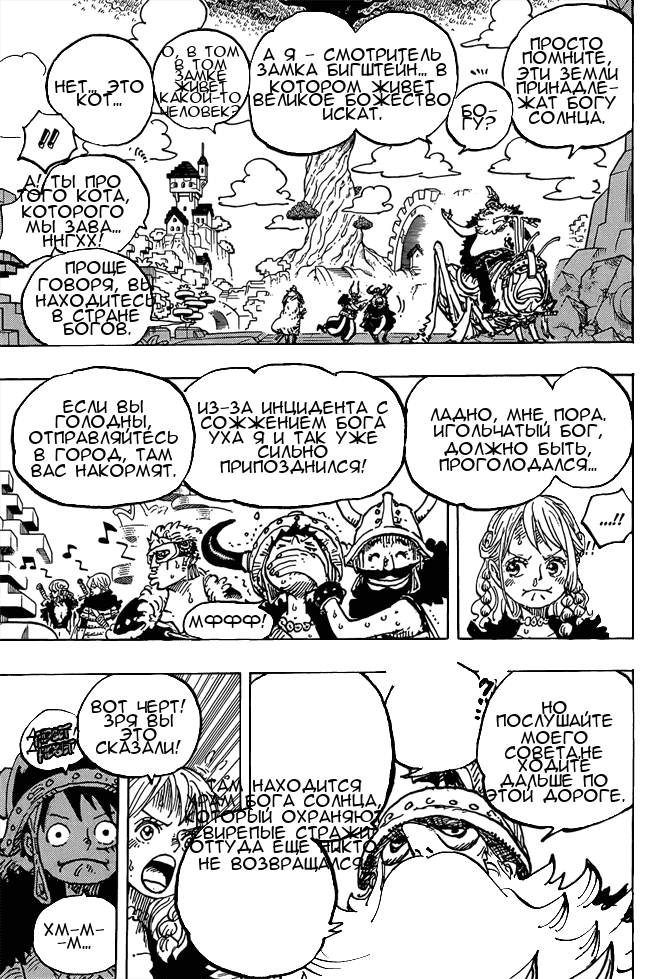 ПРОСТО
ПОМНИТЕ,
ЭТИ ЗЕМЛИ
ПРИНАДЛЕ-
ЖАТ БОГУ
СОЛНЦА.
БО-
ГУ?
А Я - СМОТРИТЕЛЬ
ЗАМКА БИГШТЕЙН... В
КОТОРОМ ЖИВЕТ
ВЕЛИКОЕ БОЖЕСТВО
ИСКАТ.
О, В ТОМ
В ТОМ
ЗАМКЕ
ЖИВЕТ
КАКОЙ-ТО
ЧЕЛОВЕК?
НЕТ... ЭТО
КОТ...
!!
А! ТЫ ПРО
ТОГО КОТА,
КОТОРОГО
МЫ ЗАВА...
ННГХХ!
ПРОЩЕ
ГОВОРЯ, ВЫ
НАХОДИТЕСЬ
В СТРАНЕ
БОГОВ.
ЛАДНО, МНЕ ПОРА.
ИГОЛЬЧАТЫЙ БОГ,
ДОЛЖНО БЫТЬ,
ПРОГОЛОДАЛСЯ...
...!!
ИЗ-ЗА ИНЦИДЕНТА С
СОЖЖЕНИЕМ БОГА
УХА Я И ТАК УЖЕ
СИЛЬНО
ПРИПОЗДНИЛСЯ!
ЕСЛИ ВЫ
ГОЛОДНЫ,
ОТПРАВЛЯЙТЕСЬ
В ГОРОД, ТАМ
ВАС НАКОРМЯТ.
МФФФ!
НО
ПОСЛУШАЙТЕ
МОЕГО
СОВЕТА,НЕ
ХОДИТЕ
ДАЛЬШЕ ПО
ЭТОЙ ДОРОГЕ.
...?
ТАМ НАХОДИТСЯ
ХРАМ БОГА СОЛНЦА,
КОТОРЫЙ ОХРАНЯЮТ
СВИРЕПЫЕ СТРАЖИ.
ОТТУДА ЕЩЕ НИКТО
НЕ ВОЗВРАЩАЛСЯ...
ВОТ ЧЕРТ!
ЗРЯ ВЫ
ЭТО
СКАЗАЛИ!
ХМ-М-
-М...